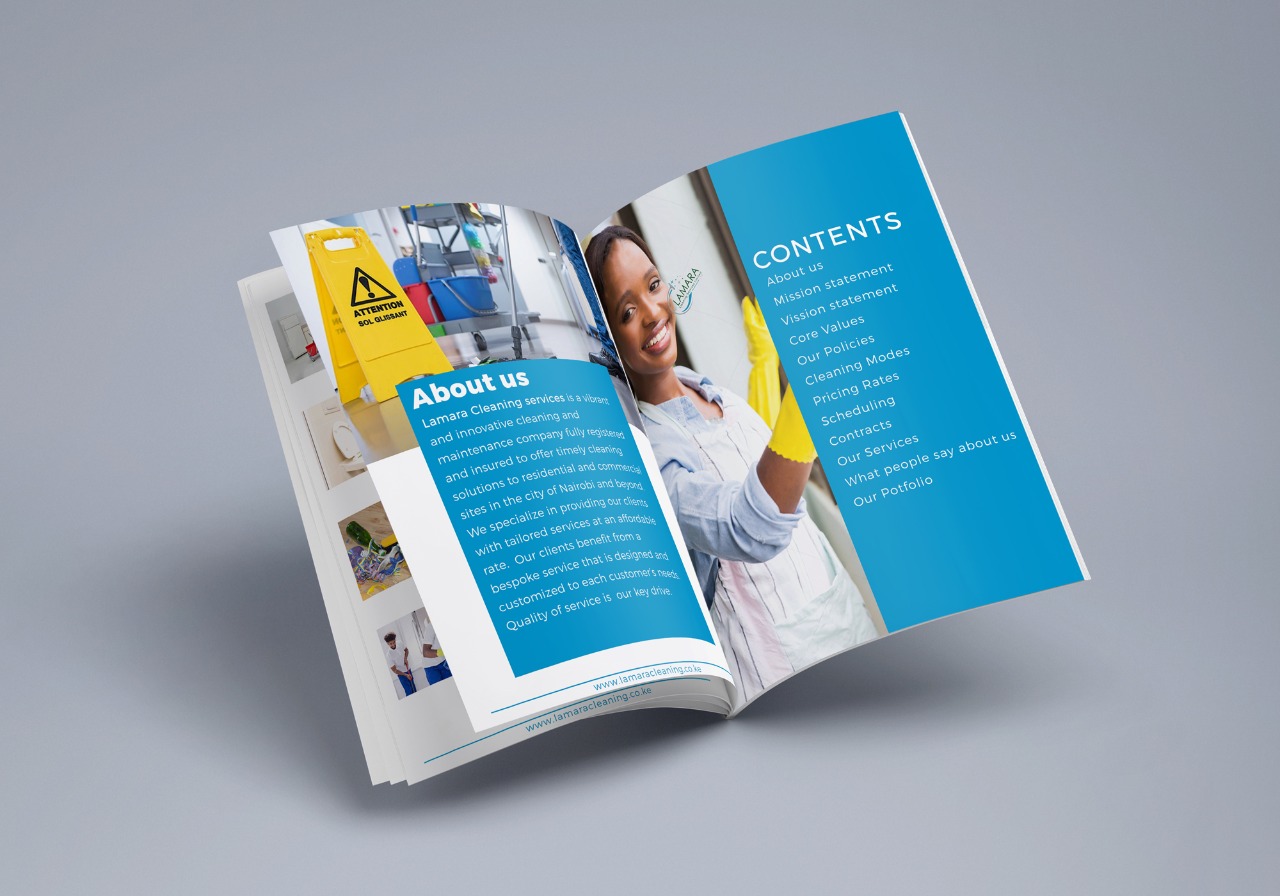 ATTENTION
SOL QLISSANT
About us
Lamara Cleaning services is a vibrant
and innovative cleaning and
maintenance company fully registered
and insured to offer timely cleaning
solutions to residential and commercial
sites in the city of Nairobi and beyond
We specialize in providing our clients
with tailored services at an affordable
rate. Our clients benefit from a
bespoke service that is designed and
customized to each customer's needs.
Quality of service is our key drive.
www.lamaracleaning.co.ke
www.lamaracleaning.co.ke
LAMARA
CONTENTS
About us
Mission statement
Vission statement
Core Values
Our Policies
Cleaning Modes
Pricing Rates
Scheduling
Contracts
Our Services
What people say about us
Our Potfolio